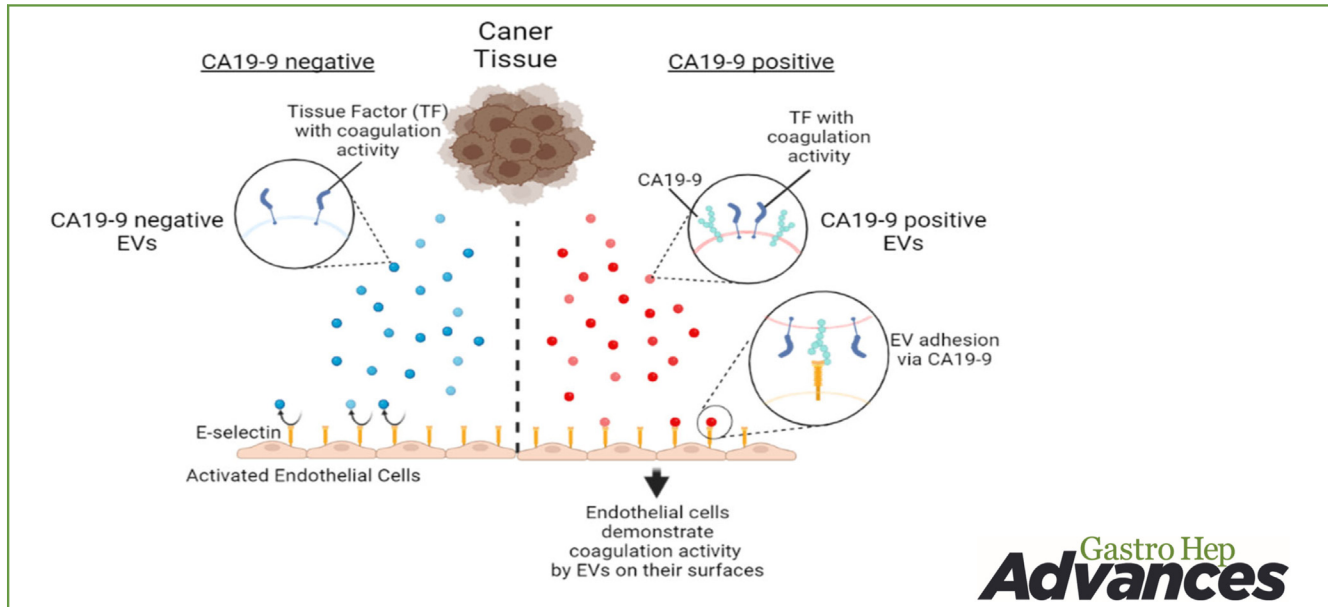 Caner
Tissue
CA19-9 negative
CA19-9 positive
Tissue Factor (TF)
with coagulation
activity
TF with
coagulation
activity
CA19-9
CA19-9 negative
EVs
CA19-9 positive
EVs
EV adhesion
via CA19-9
E-selectin
Activated Endothelial Cells
Endothelial cells
demonstrate
coagulation activity
by EVs on their surfaces
Gastro Hep
Advances